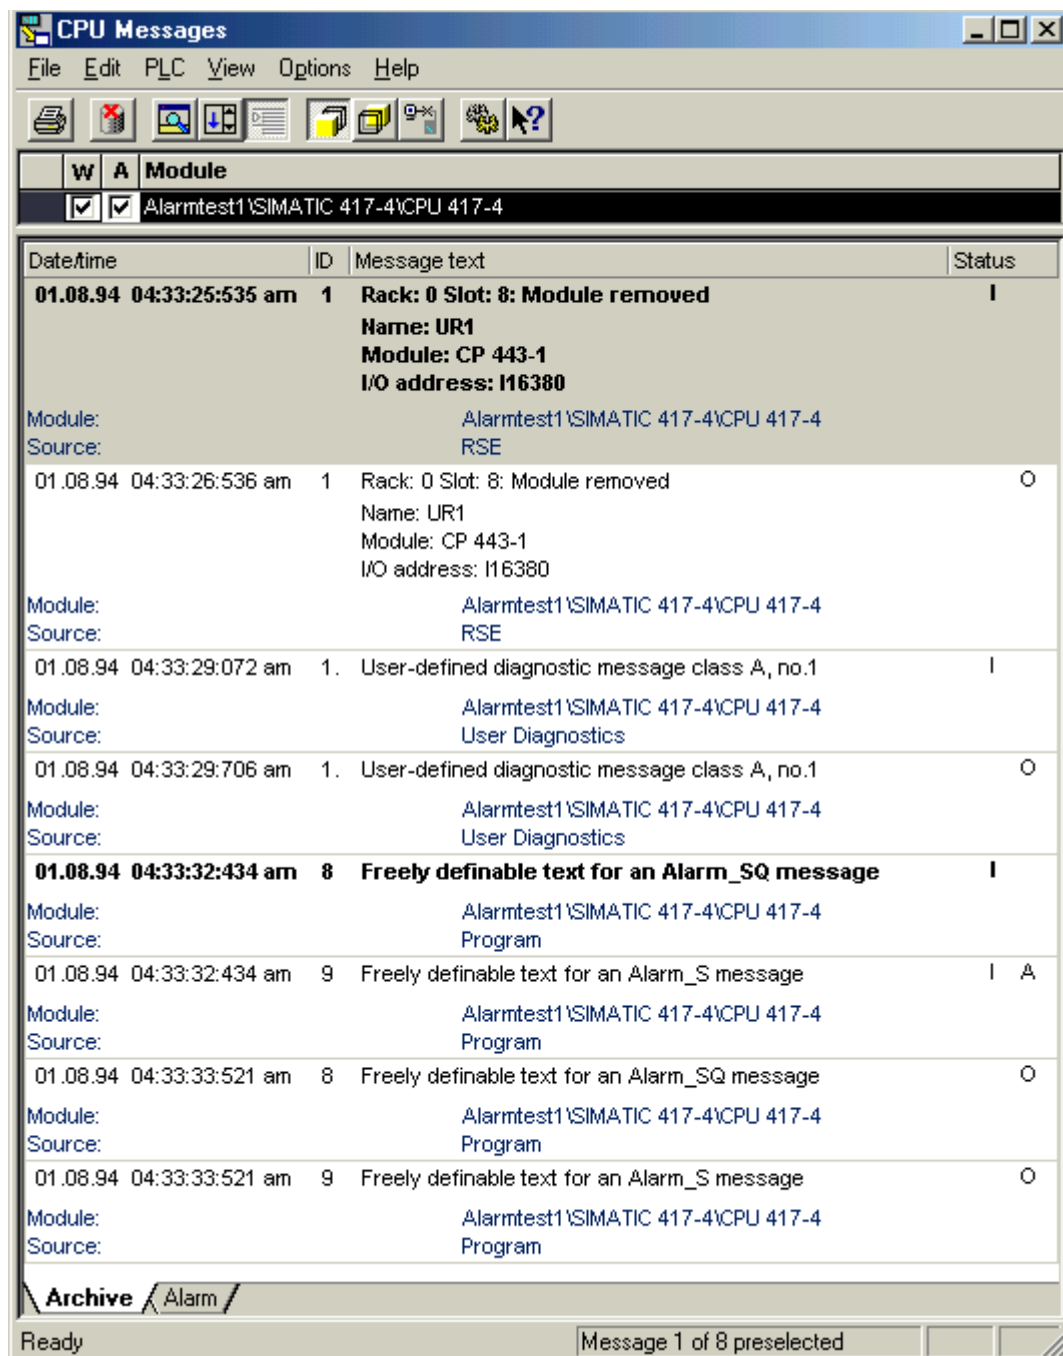 CPU Messages
File Edit PLC View Options Help
W A Module
Alarmtest1\SIMATIC 417-4\CPU 417-4
Date/time ID Message text Status
01.08.94 04:33:25:535 am 1 Rack: 0 Slot: 8: Module removed I
Name: UR1
Module: CP 443-1
I/O address: I16380
Module: Alarmtest1\SIMATIC 417-4\CPU 417-4
Source: RSE
01.08.94 04:33:26:536 am 1 Rack: 0 Slot: 8: Module removed O
Name: UR1
Module: CP 443-1
I/O address: I16380
Module: Alarmtest1\SIMATIC 417-4\CPU 417-4
Source: RSE
01.08.94 04:33:29:072 am 1. User-defined diagnostic message class A, no.1 I
Module: Alarmtest1\SIMATIC 417-4\CPU 417-4
Source: User Diagnostics
01.08.94 04:33:29:706 am 1. User-defined diagnostic message class A, no.1 O
Module: Alarmtest1\SIMATIC 417-4\CPU 417-4
Source: User Diagnostics
01.08.94 04:33:32:434 am 8 Freely definable text for an Alarm_SQ message I
Module: Alarmtest1\SIMATIC 417-4\CPU 417-4
Source: Program
01.08.94 04:33:32:434 am 9 Freely definable text for an Alarm_S message I A
Module: Alarmtest1\SIMATIC 417-4\CPU 417-4
Source: Program
01.08.94 04:33:33:521 am 8 Freely definable text for an Alarm_SQ message O
Module: Alarmtest1\SIMATIC 417-4\CPU 417-4
Source: Program
01.08.94 04:33:33:521 am 9 Freely definable text for an Alarm_S message O
Module: Alarmtest1\SIMATIC 417-4\CPU 417-4
Source: Program
Archive Alarm
Ready Message 1 of 8 preselected